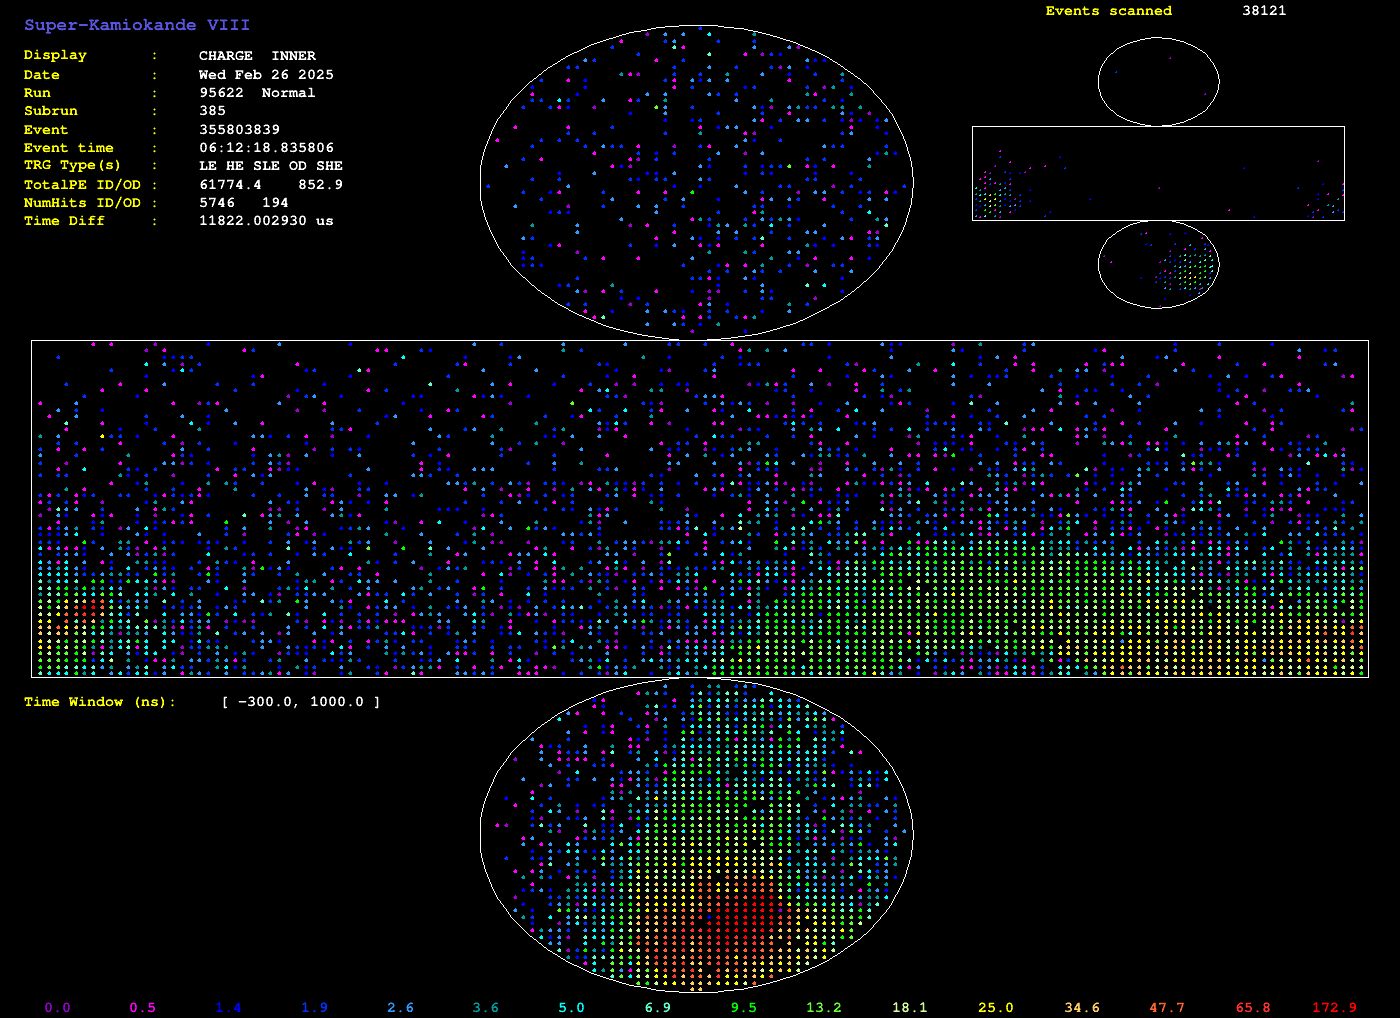 Super-Kamiokande VIII
Events scanned 38121
Display : CHARGE INNER
Date : Wed Feb 26 2025
Run : 95622 Normal
Subrun : 385
Event : 355803839
Event time : 06:12:18.835806
TRG Type(s) : LE HE SLE OD SHE
TotalPE ID/OD : 61774.4 852.9
NumHits ID/OD : 5746 194
Time Diff : 11822.002930 us
Time Window (ns): [ -300.0, 1000.0 ]
0.0 0.5 1.4 1.9 2.6 3.6 5.0 6.9 9.5 13.2 18.1 25.0 34.6 47.7 65.8 172.9